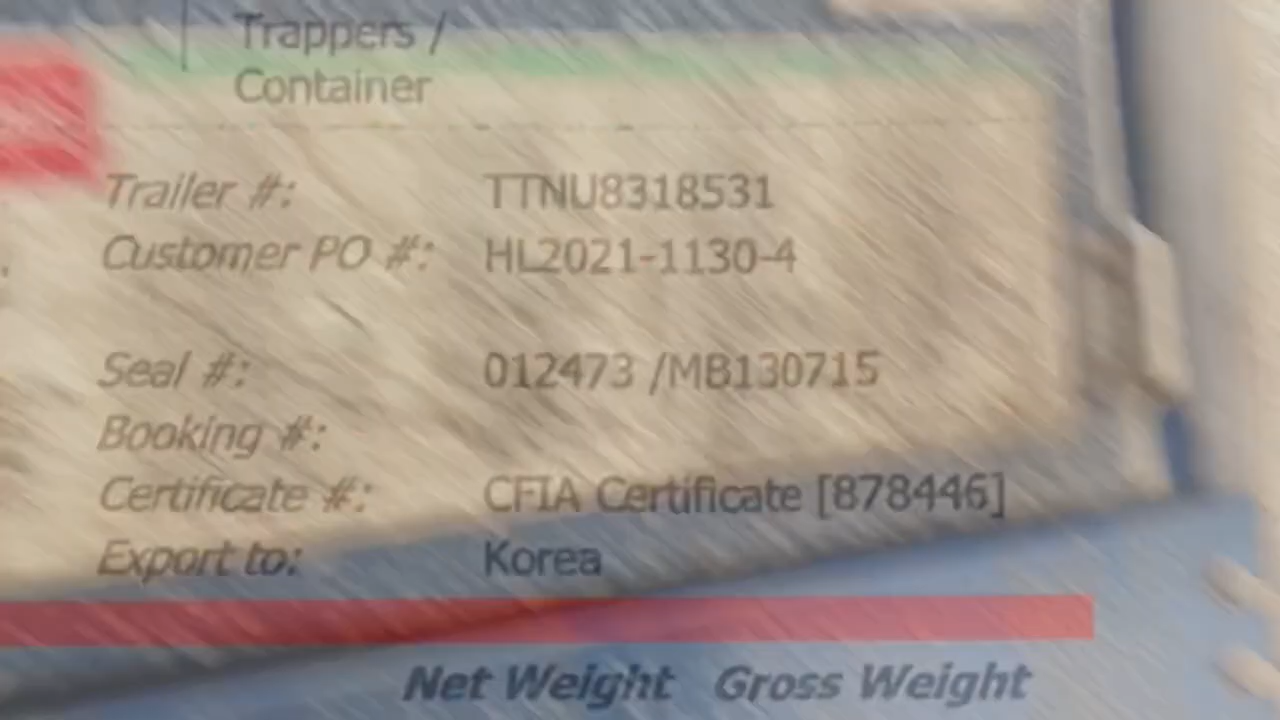 Trappers /
Container
Trailer #: TTNU8318531
Customer PO #: HL2021-1130-4
Seal #: 012473 /MB130715
Booking #:
Certificate #: CFIA Certificate [878446]
Export to: Korea
Net Weight Gross Weight